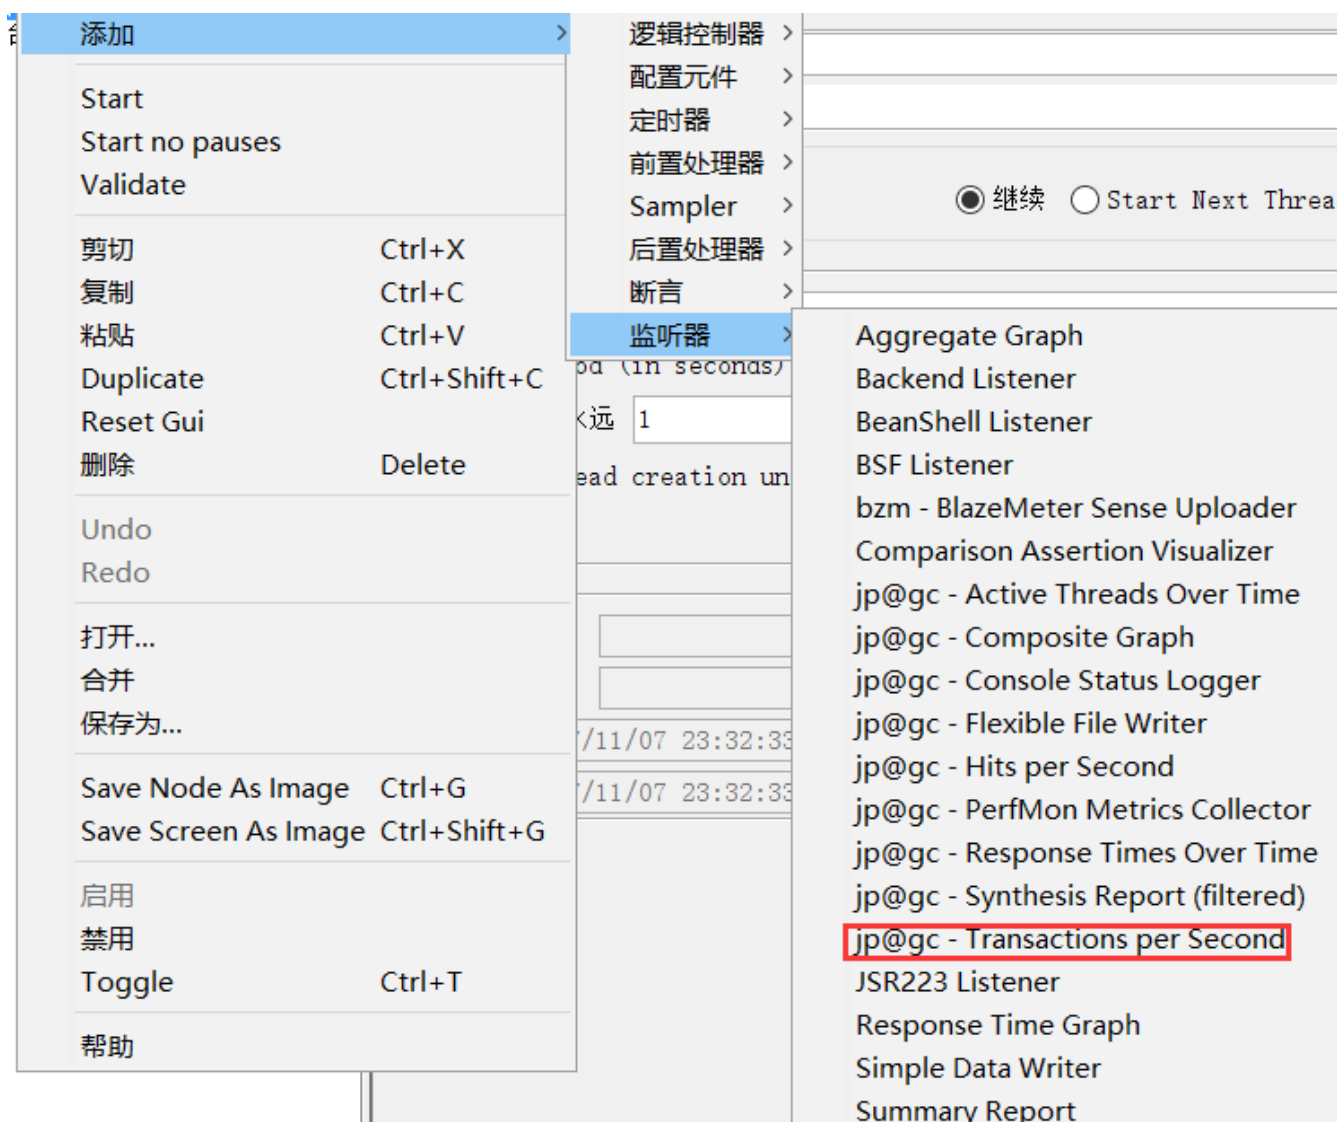 添加 >
Start
Start no pauses
Validate
剪切 Ctrl+X
复制 Ctrl+C
粘贴 Ctrl+V
Duplicate Ctrl+Shift+C
Reset Gui
删除 Delete
Undo
Redo
打开...
合并
保存为...
Save Node As Image Ctrl+G
Save Screen As Image Ctrl+Shift+G
启用
禁用
Toggle Ctrl+T
帮助
逻辑控制器 >
配置元件 >
定时器 >
前置处理器 >
Sampler >
后置处理器 >
断言 >
监听器 >
(in seconds)
远 1
creation
/11/07 23:32:33
/11/07 23:32:33
继续 Start Next
Aggregate Graph
Backend Listener
BeanShell Listener
BSF Listener
bzm - BlazeMeter Sense Uploader
Comparison Assertion Visualizer
jp@gc - Active Threads Over Time
jp@gc - Composite Graph
jp@gc - Console Status Logger
jp@gc - Flexible File Writer
jp@gc - Hits per Second
jp@gc - PerfMon Metrics Collector
jp@gc - Response Times Over Time
jp@gc - Synthesis Report (filtered)
jp@gc - Transactions per Second
JSR223 Listener
Response Time Graph
Simple Data Writer
Summary Report